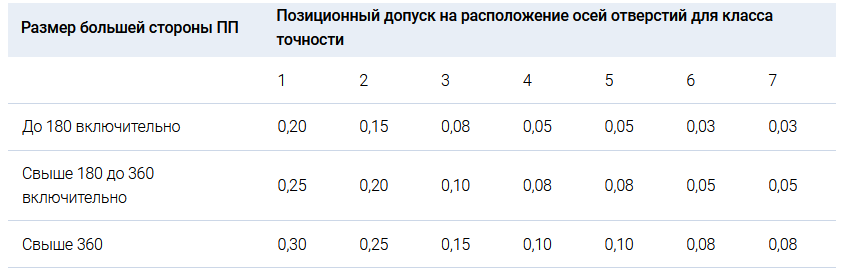 Размер большей стороны ПП
Позиционный допуск на расположение осей отверстий для класса
точности
1 2 3 4 5 6 7
До 180 включительно 0,20 0,15 0,08 0,05 0,05 0,03 0,03
Свыше 180 до 360
включительно 0,25 0,20 0,10 0,08 0,08 0,05 0,05
Свыше 360 0,30 0,25 0,15 0,10 0,10 0,08 0,08